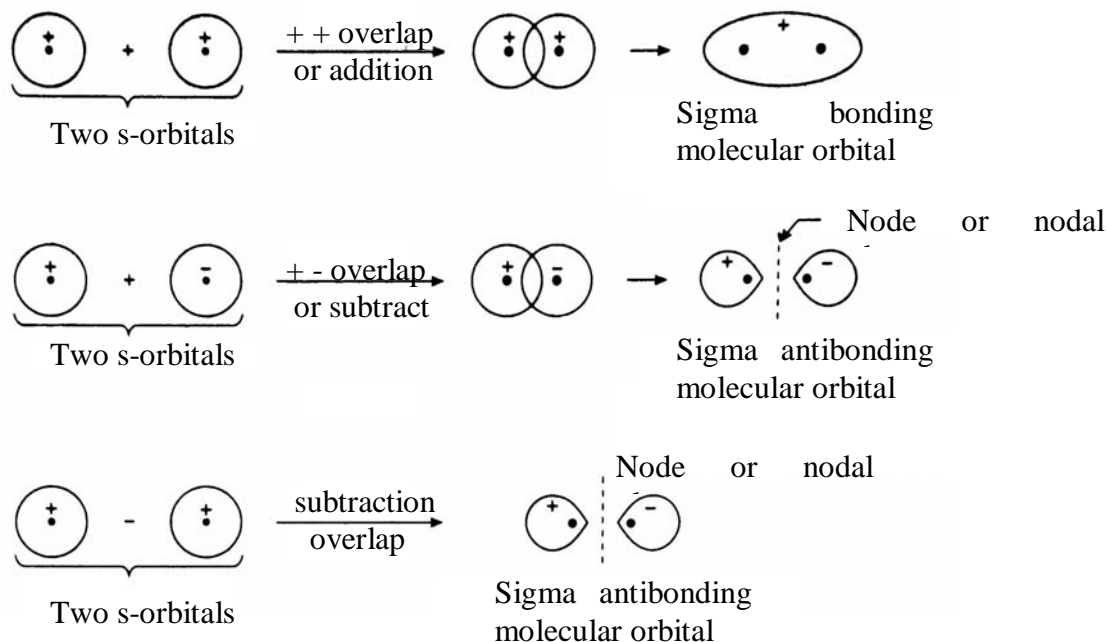 + + +
+ + overlap
or addition
+ +
+
Two s-orbitals
Sigma bonding
molecular orbital
Node or nodal
+ + -
+ - overlap
or subtract
+ -
+ -
Two s-orbitals
Sigma antibonding
molecular orbital
Node or nodal
+ - +
subtraction
overlap
+ -
Two s-orbitals
Sigma antibonding
molecular orbital